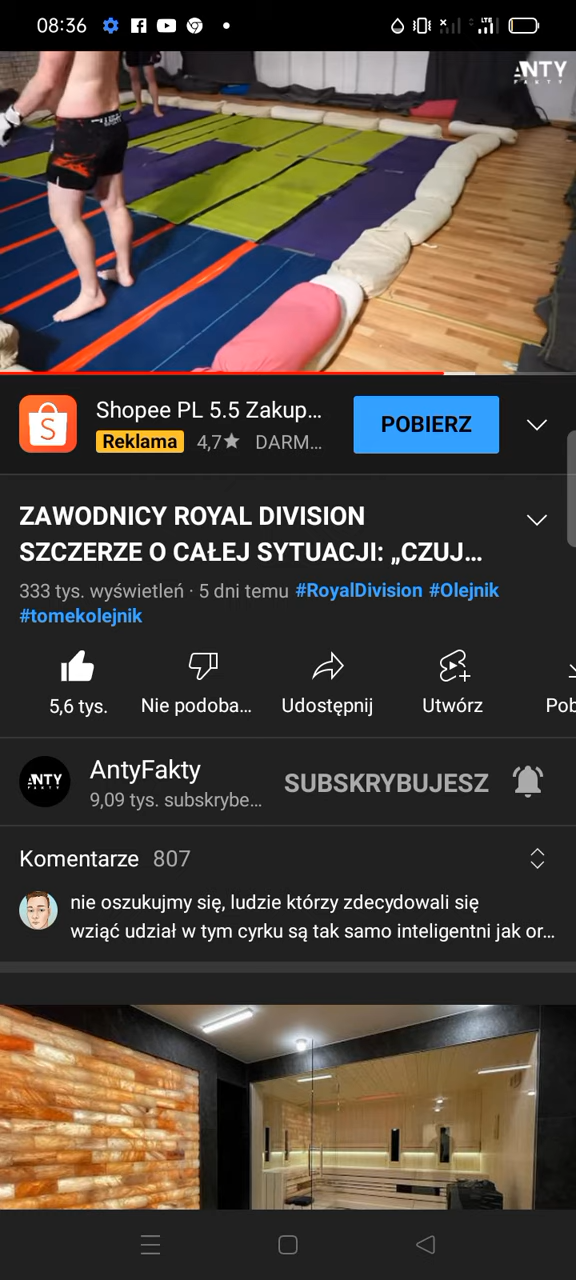 08:36
LTE
ANTY
FAKTY
S
Shopee PL 5.5 Zakup...
Reklama 4,7★ DARM...
POBIERZ
ZAWODNICY ROYAL DIVISION
SZCZERZE O CAŁEJ SYTUACJI: „CZUJ...
333 tys. wyświetleń · 5 dni temu #RoyalDivision #Olejnik
#tomekolejnik
5,6 tys.
Nie podoba...
Udostępnij
Utwórz
Pob
ANTY
FAKTY
AntyFakty
9,09 tys. subskrybe...
SUBSKRYBUJESZ
Komentarze 807
nie oszukujmy się, ludzie którzy zdecydowali się
wziąć udział w tym cyrku są tak samo inteligentni jak or...